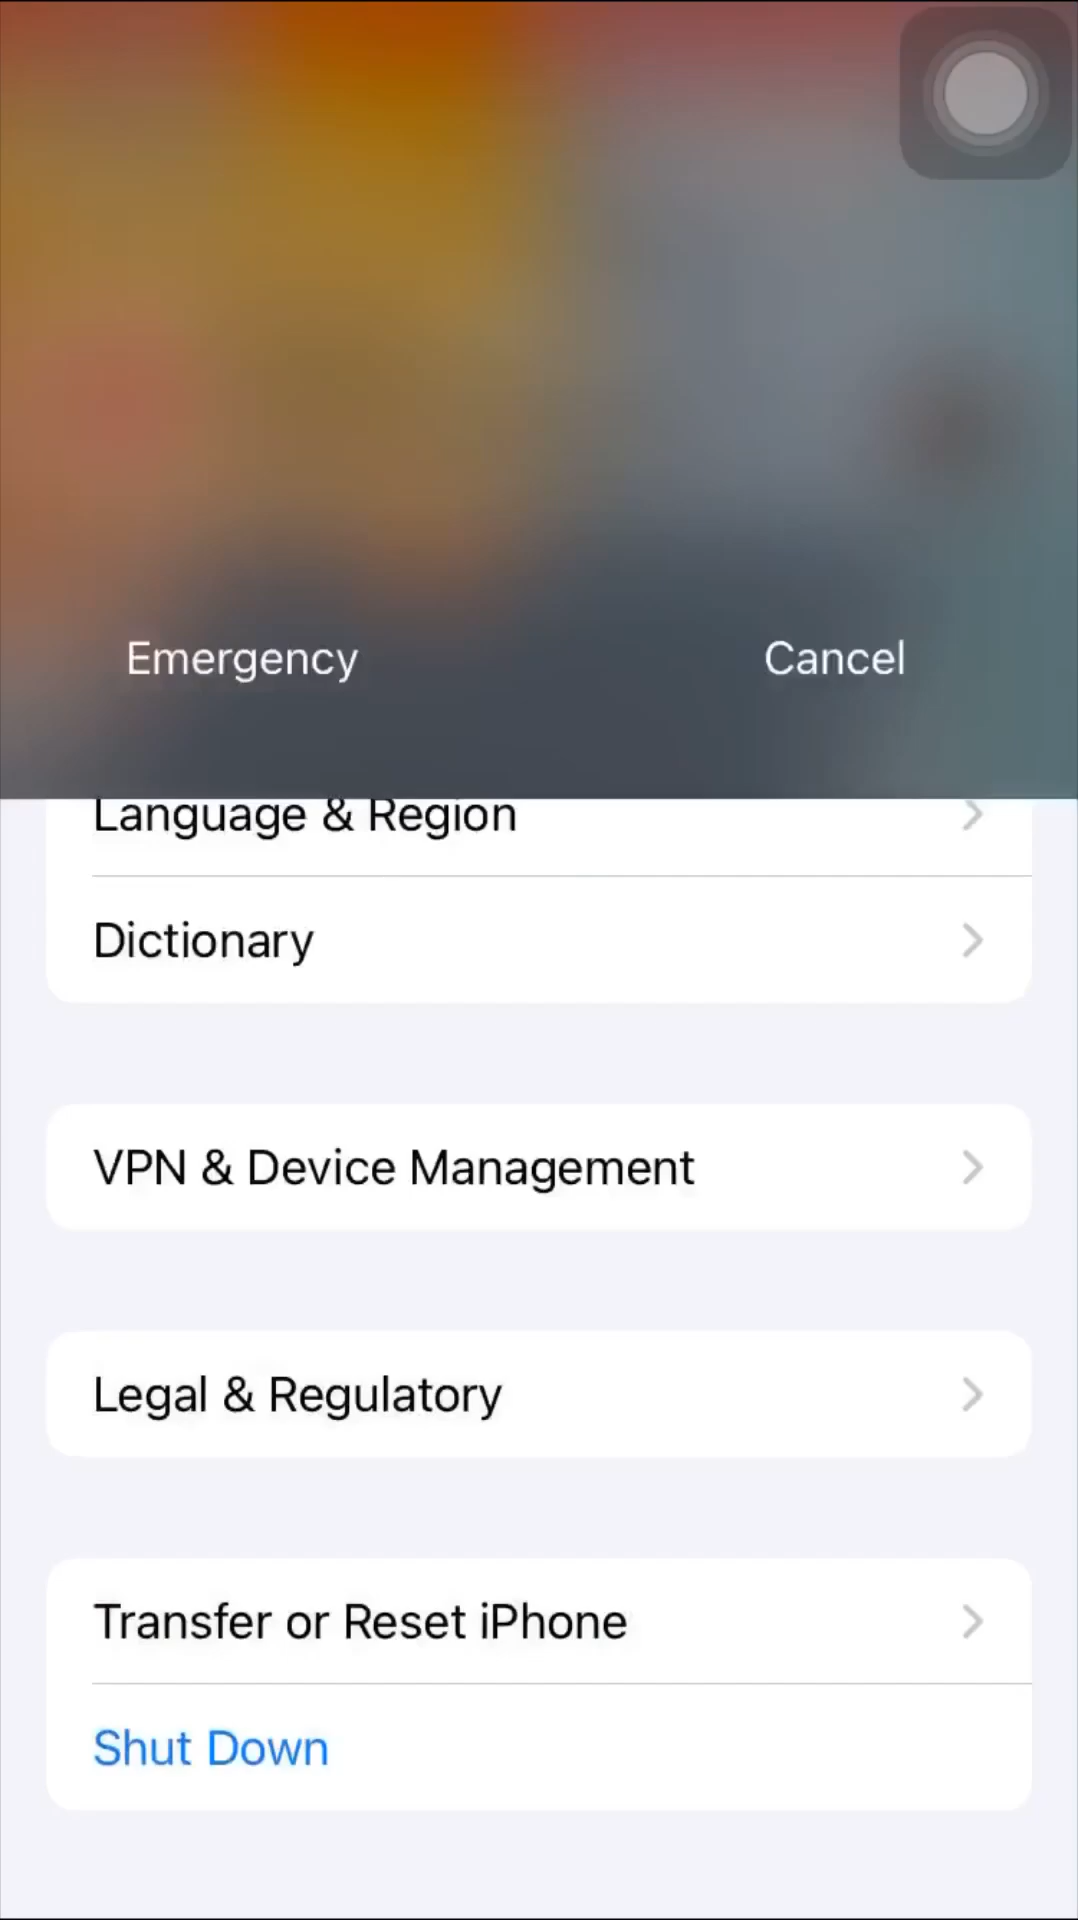 Emergency
Cancel
Language & Region
Dictionary
VPN & Device Management
Legal & Regulatory
Transfer or Reset iPhone
Shut Down